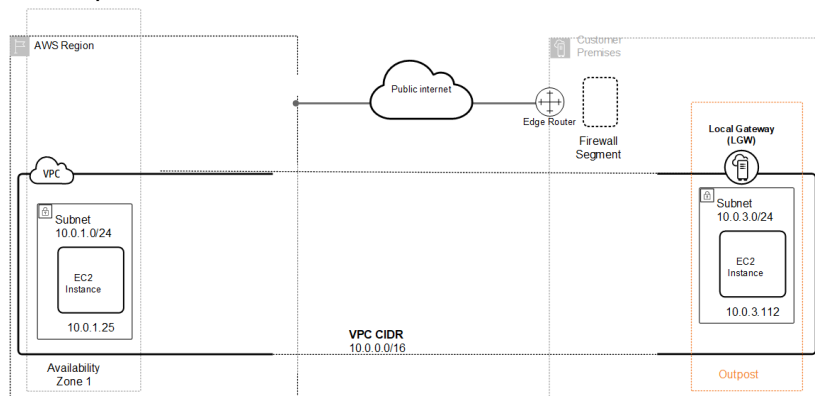 AWS Region
Customer
Premises
Public internet
Edge Router
Firewall
Segment
Local Gateway
(LGW)
VPC
Subnet
10.0.1.0/24
EC2
Instance
10.0.1.25
Subnet
10.0.3.0/24
EC2
Instance
10.0.3.112
VPC CIDR
10.0.0.0/16
Availability
Zone 1
Outpost